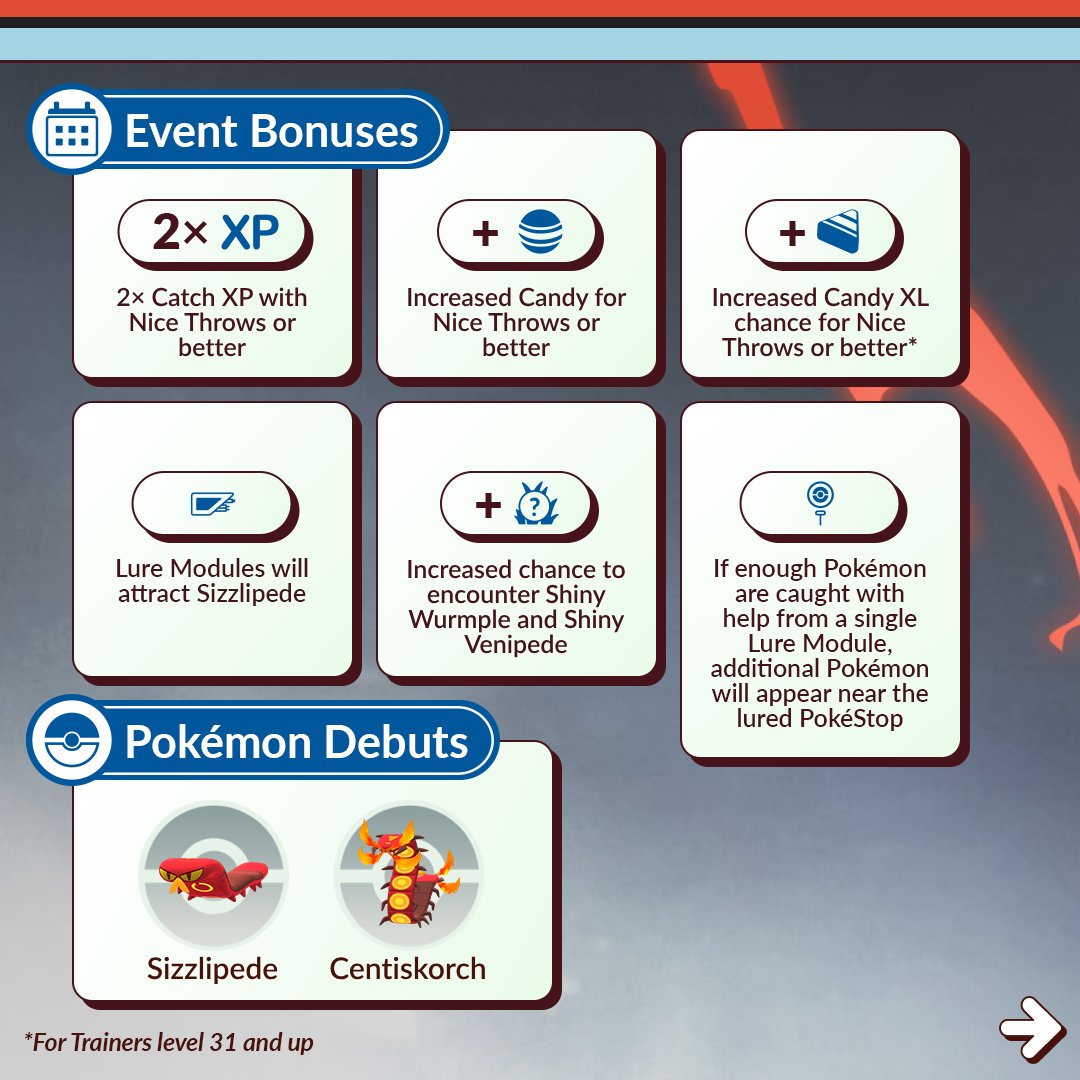 Event Bonuses
2× XP
2× Catch XP with
Nice Throws or
better
+
Increased Candy for
Nice Throws or
better
+
Increased Candy XL
chance for Nice
Throws or better*
Lure Modules will
attract Sizzlipede
+ ?
Increased chance to
encounter Shiny
Wurmple and Shiny
Venipede
If enough Pokémon
are caught with
help from a single
Lure Module,
additional Pokémon
will appear near the
lured PokéStop
Pokémon Debuts
Sizzlipede
Centiskorch
*For Trainers level 31 and up